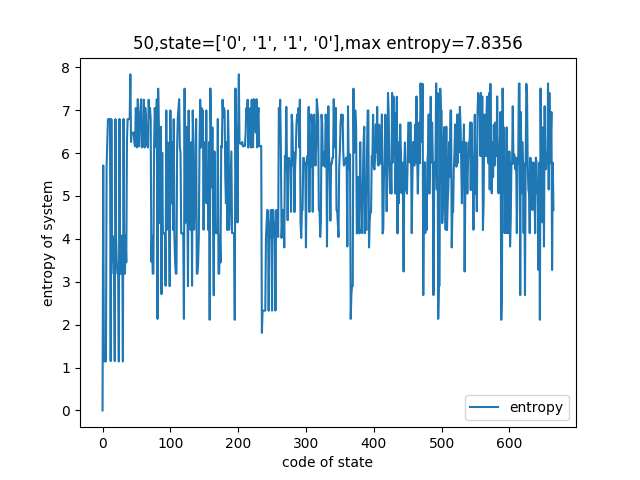 50,state=['0', '1', '1', '0'],max entropy=7.8356
8
7
6
5
4
3
2
1
0
entropy of system
0 100 200 300 400 500 600
code of state
entropy